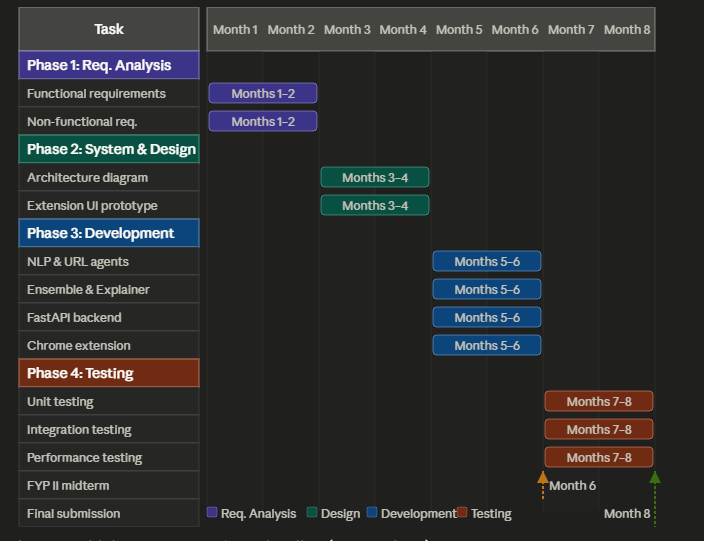 Task Month 1 Month 2 Month 3 Month 4 Month 5 Month 6 Month 7 Month 8
Phase 1: Req. Analysis
Functional requirements Months 1–2
Non-functional req. Months 1–2
Phase 2: System & Design
Architecture diagram Months 3–4
Extension UI prototype Months 3–4
Phase 3: Development
NLP & URL agents Months 5–6
Ensemble & Explainer Months 5–6
FastAPI backend Months 5–6
Chrome extension Months 5–6
Phase 4: Testing
Unit testing Months 7–8
Integration testing Months 7–8
Performance testing Months 7–8
FYP II midterm Month 6
Final submission Req. Analysis Design Development Testing Month 8